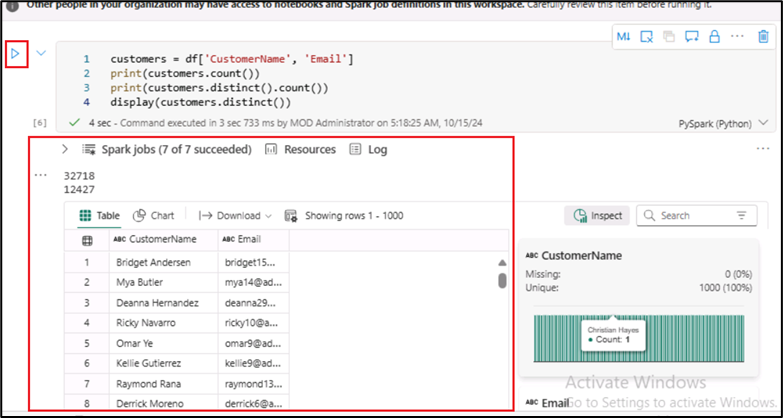 Other people in your organization may have access to notebooks and Spark job definitions in this workspace. Carefully review this item before running it.
M↓
1 customers = df['CustomerName', 'Email']
2 print(customers.count())
3 print(customers.distinct().count())
4 display(customers.distinct())
[6] 4 sec - Command executed in 3 sec 733 ms by MOD Administrator on 5:18:25 AM, 10/15/24 PySpark (Python)
Spark jobs (7 of 7 succeeded) Resources Log
32718
12427
Table Chart Download Showing rows 1 - 1000 Inspect Search
ABC CustomerName ABC Email
1 Bridget Andersen bridget15...
2 Mya Butler mya14@ad...
3 Deanna Hernandez deanna29...
4 Ricky Navarro ricky10@a...
5 Omar Ye omar9@ad...
6 Kellie Gutierrez kellie9@ad...
7 Raymond Rana raymond13...
8 Derrick Moreno derrick6@a...
ABC CustomerName
Missing: 0 (0%)
Unique: 1000 (100%)
Christian Hayes
Count: 1
ABC Email
Activate Windows
Go to Settings to activate Windows.